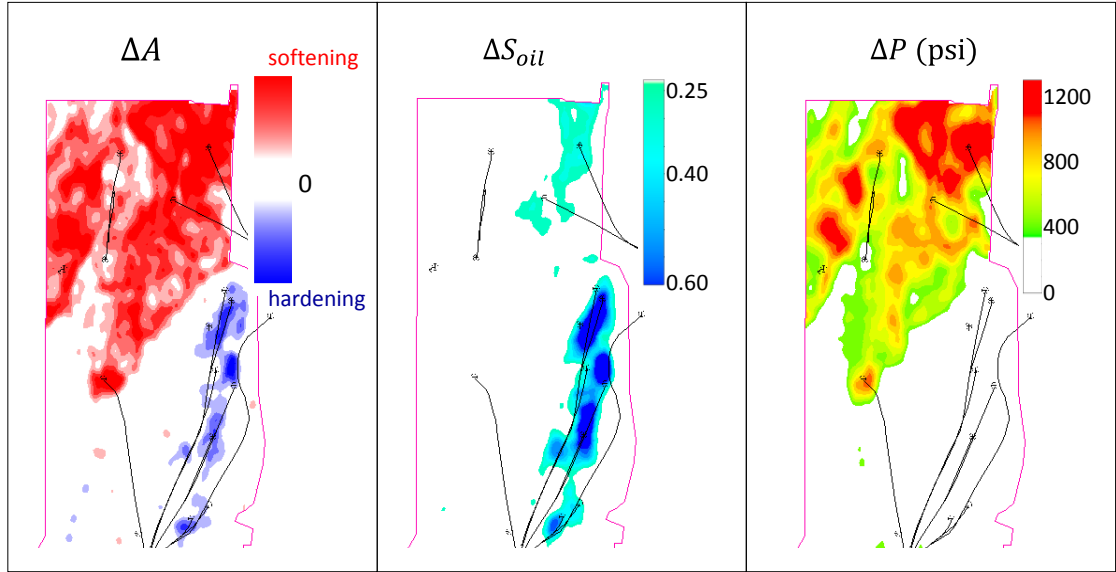 ΔA
softening
0
hardening
ΔS_oil
0.25
0.40
0.60
ΔP (psi)
1200
800
400
0